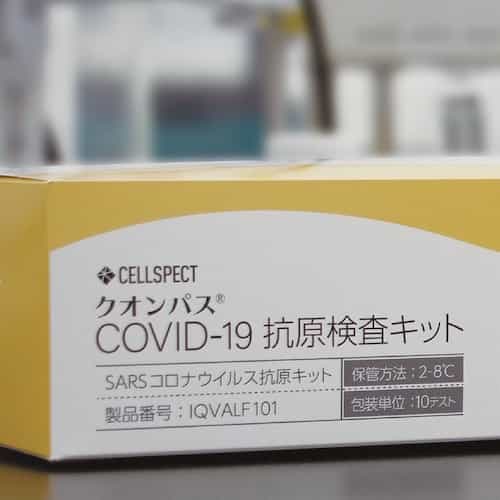 CELLSPECT
クオンパス®
COVID-19 抗原検査キット
SARSコロナウイルス抗原キット
保管方法:2-8℃
製品番号:IQVALF101
包装単位:10テスト